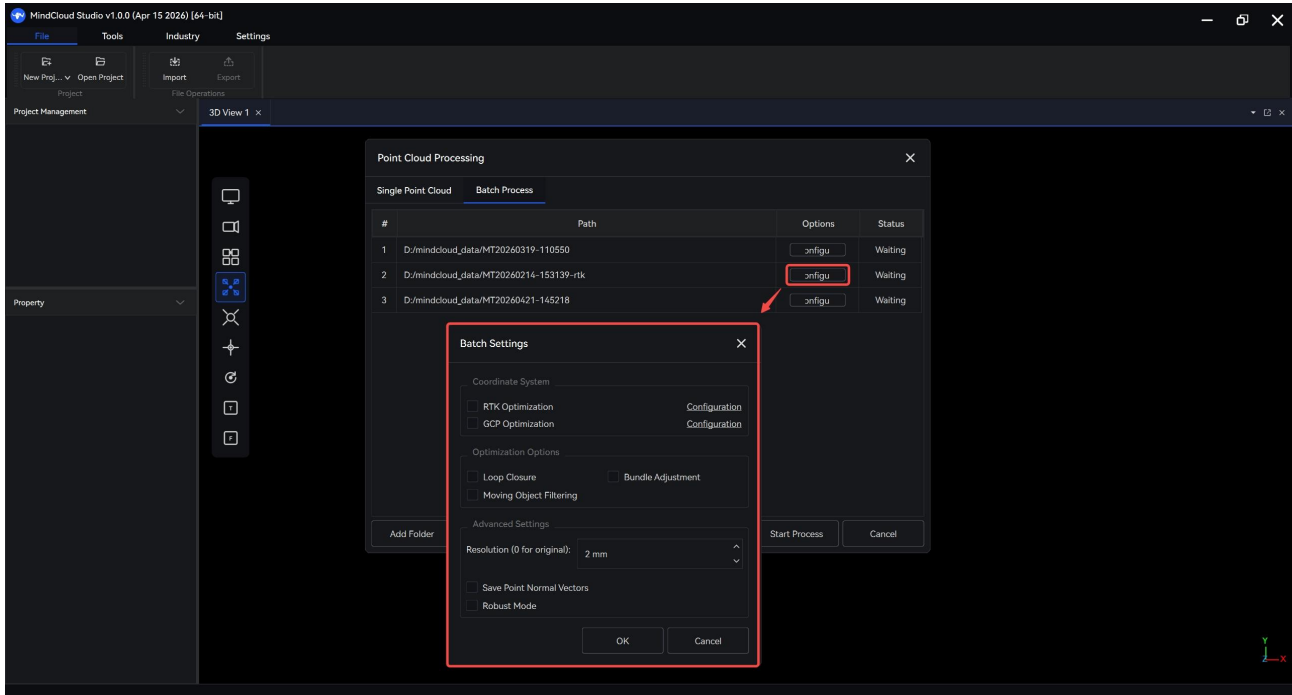 MindCloud Studio v1.0.0 (Apr 15 2026) [64-bit]
File Tools Industry Settings
New Proj... Open Project Import Export
Project File Operations
Project Management
3D View 1
Property
Point Cloud Processing
Single Point Cloud Batch Process
# Path Options Status
1 D:/mindcloud_data/MT20260319-110550 onfigu Waiting
2 D:/mindcloud_data/MT20260214-153139-rtk onfigu Waiting
3 D:/mindcloud_data/MT20260421-145218 onfigu Waiting
Add Folder Start Process Cancel
Batch Settings
Coordinate System
RTK Optimization Configuration
GCP Optimization Configuration
Optimization Options
Loop Closure Bundle Adjustment
Moving Object Filtering
Advanced Settings
Resolution (0 for original): 2 mm
Save Point Normal Vectors
Robust Mode
OK Cancel
T
F
Y
Z X